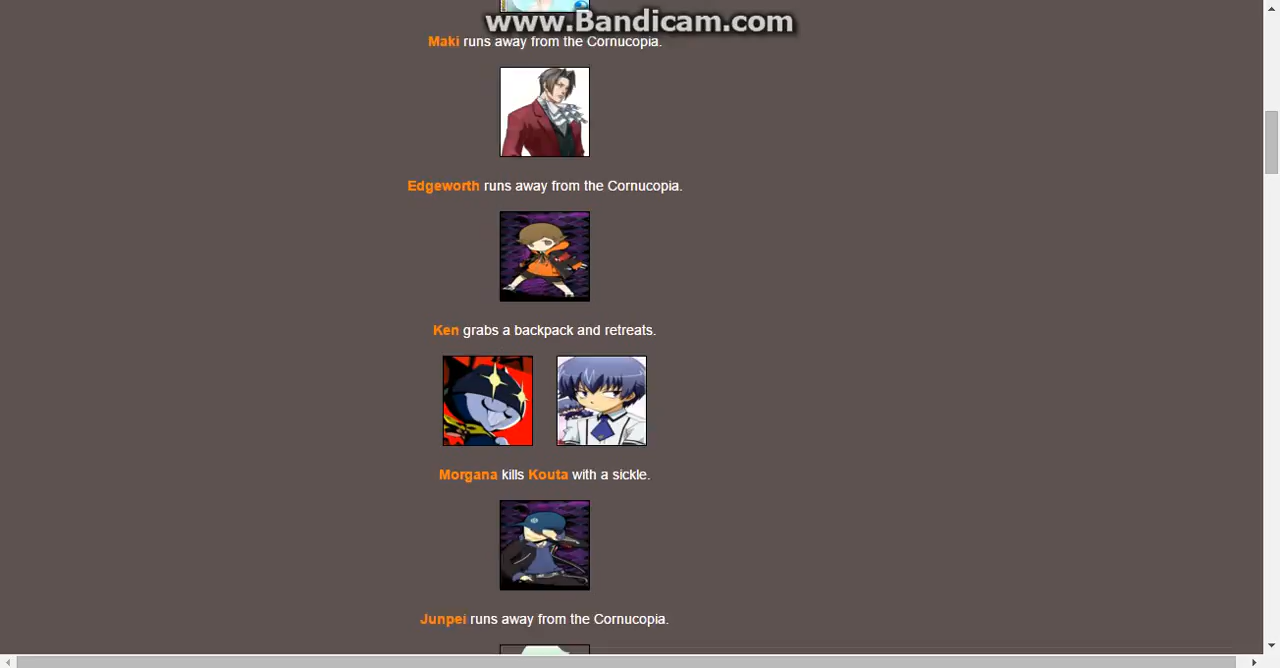 www.Bandicam.com
Maki runs away from the Cornucopia.
Edgeworth runs away from the Cornucopia.
Ken grabs a backpack and retreats.
Morgana kills Kouta with a sickle.
Junpei runs away from the Cornucopia.